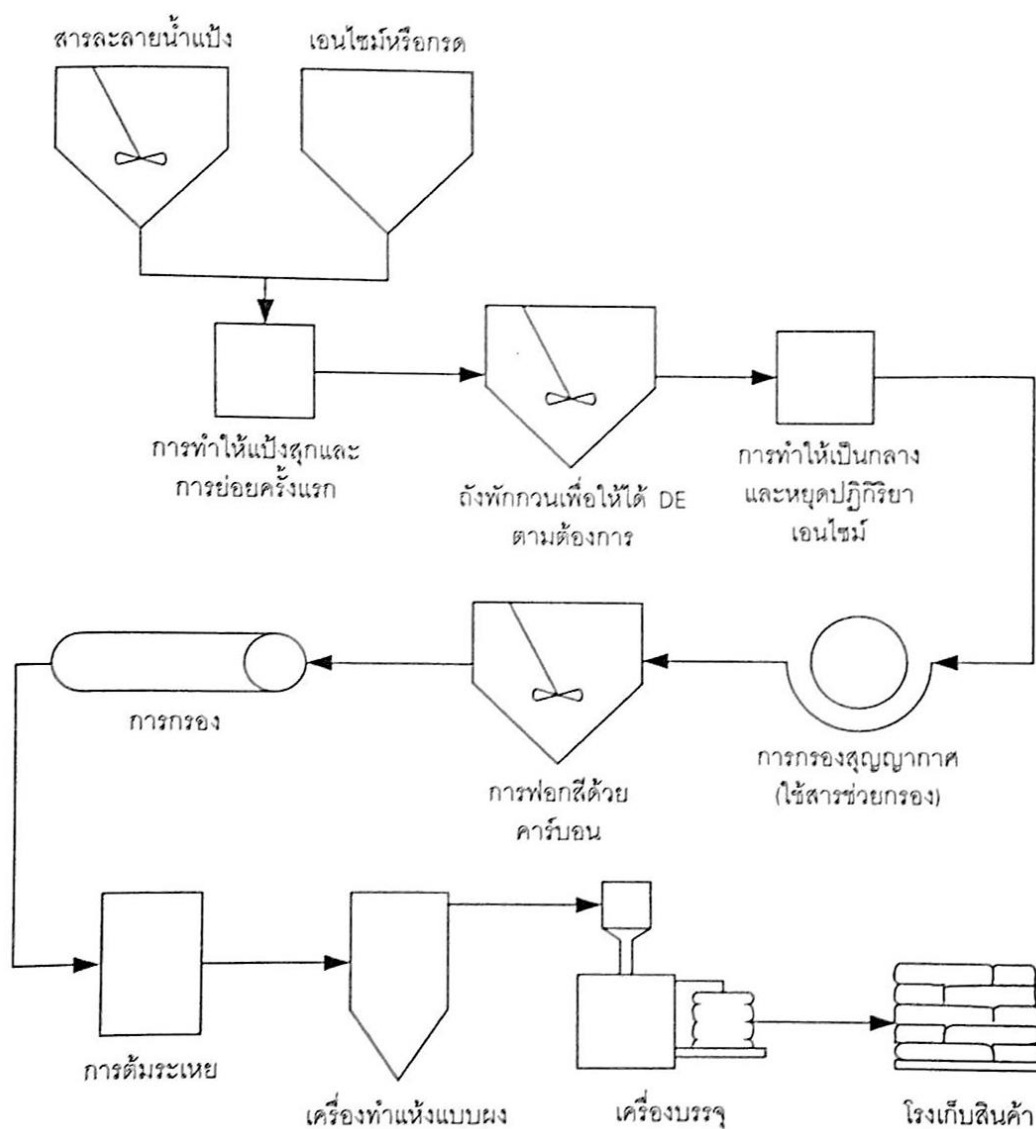 สารละลายน้ำแป้ง
เอนไซม์หรือกรด
การทำให้แป้งสุกและ
การย่อยครั้งแรก
ถังพักกวนเพื่อให้ได้ DE
ตามต้องการ
การทำให้เป็นกลาง
และหยุดปฏิกิริยา
เอนไซม์
การกรอง
การฟอกสีด้วย
คาร์บอน
การกรองสุญญากาศ
(ใช้สารช่วยกรอง)
การต้มระเหย
เครื่องทำแห้งแบบผง
เครื่องบรรจุ
โรงเก็บสินค้า